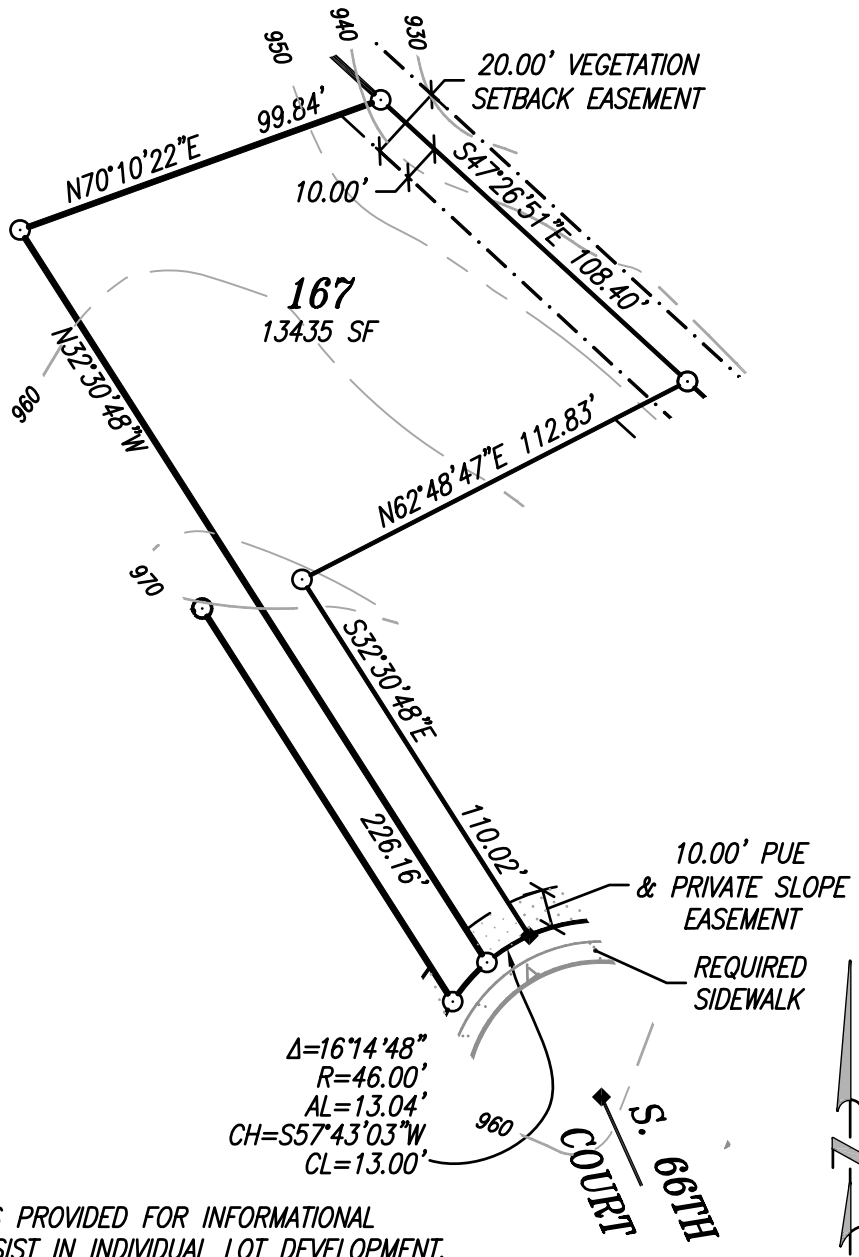 930
940
950
20.00' VEGETATION
SETBACK EASEMENT
99.84'
N70°10'22"E
10.00'
S47°26'51"E 108.40'
167
13435 SF
N32°30'48"W
960
N62°48'47"E 112.83'
970
S32°30'48"E
110.02'
226.16'
10.00' PUE
& PRIVATE SLOPE
EASEMENT
REQUIRED
SIDEWALK
Δ=16°14'48"
R=46.00'
AL=13.04'
CH=S57°43'03"W
CL=13.00'
960
S. 66TH
COURT
PROVIDED FOR INFORMATIONAL
IST IN INDIVIDUAL LOT DEVELOPMENT.